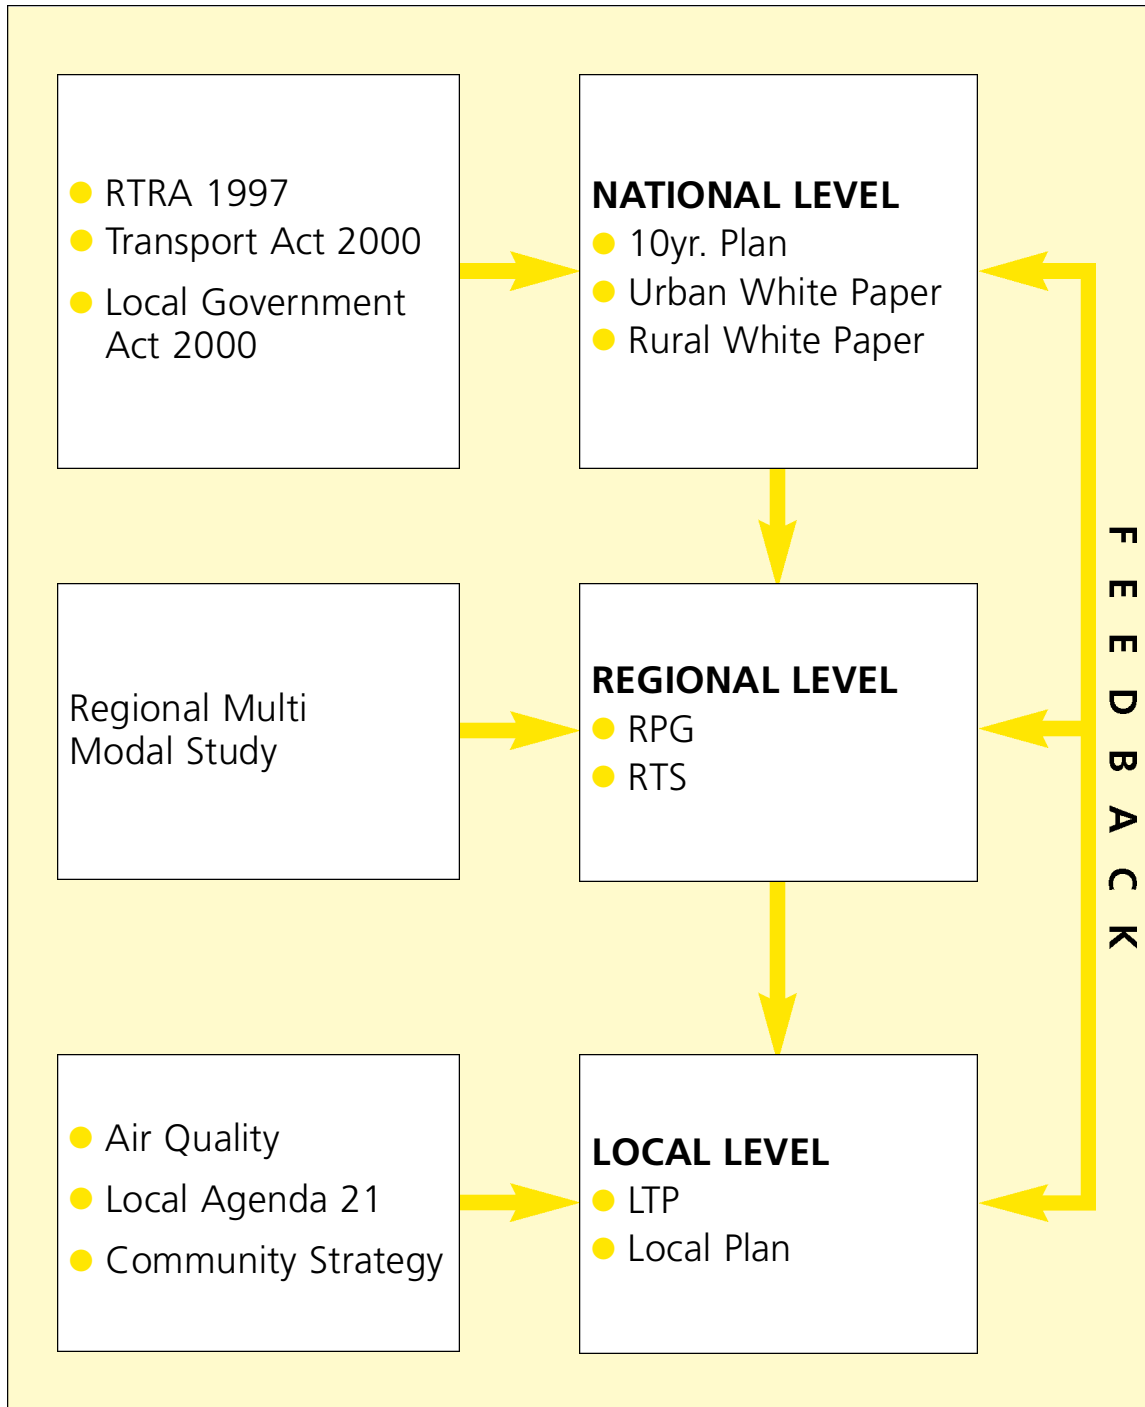 RTRA 1997
Transport Act 2000
Local Government
Act 2000
NATIONAL LEVEL
10yr. Plan
Urban White Paper
Rural White Paper
Regional Multi
Modal Study
REGIONAL LEVEL
RPG
RTS
Air Quality
Local Agenda 21
Community Strategy
LOCAL LEVEL
LTP
Local Plan
FEEDBACK